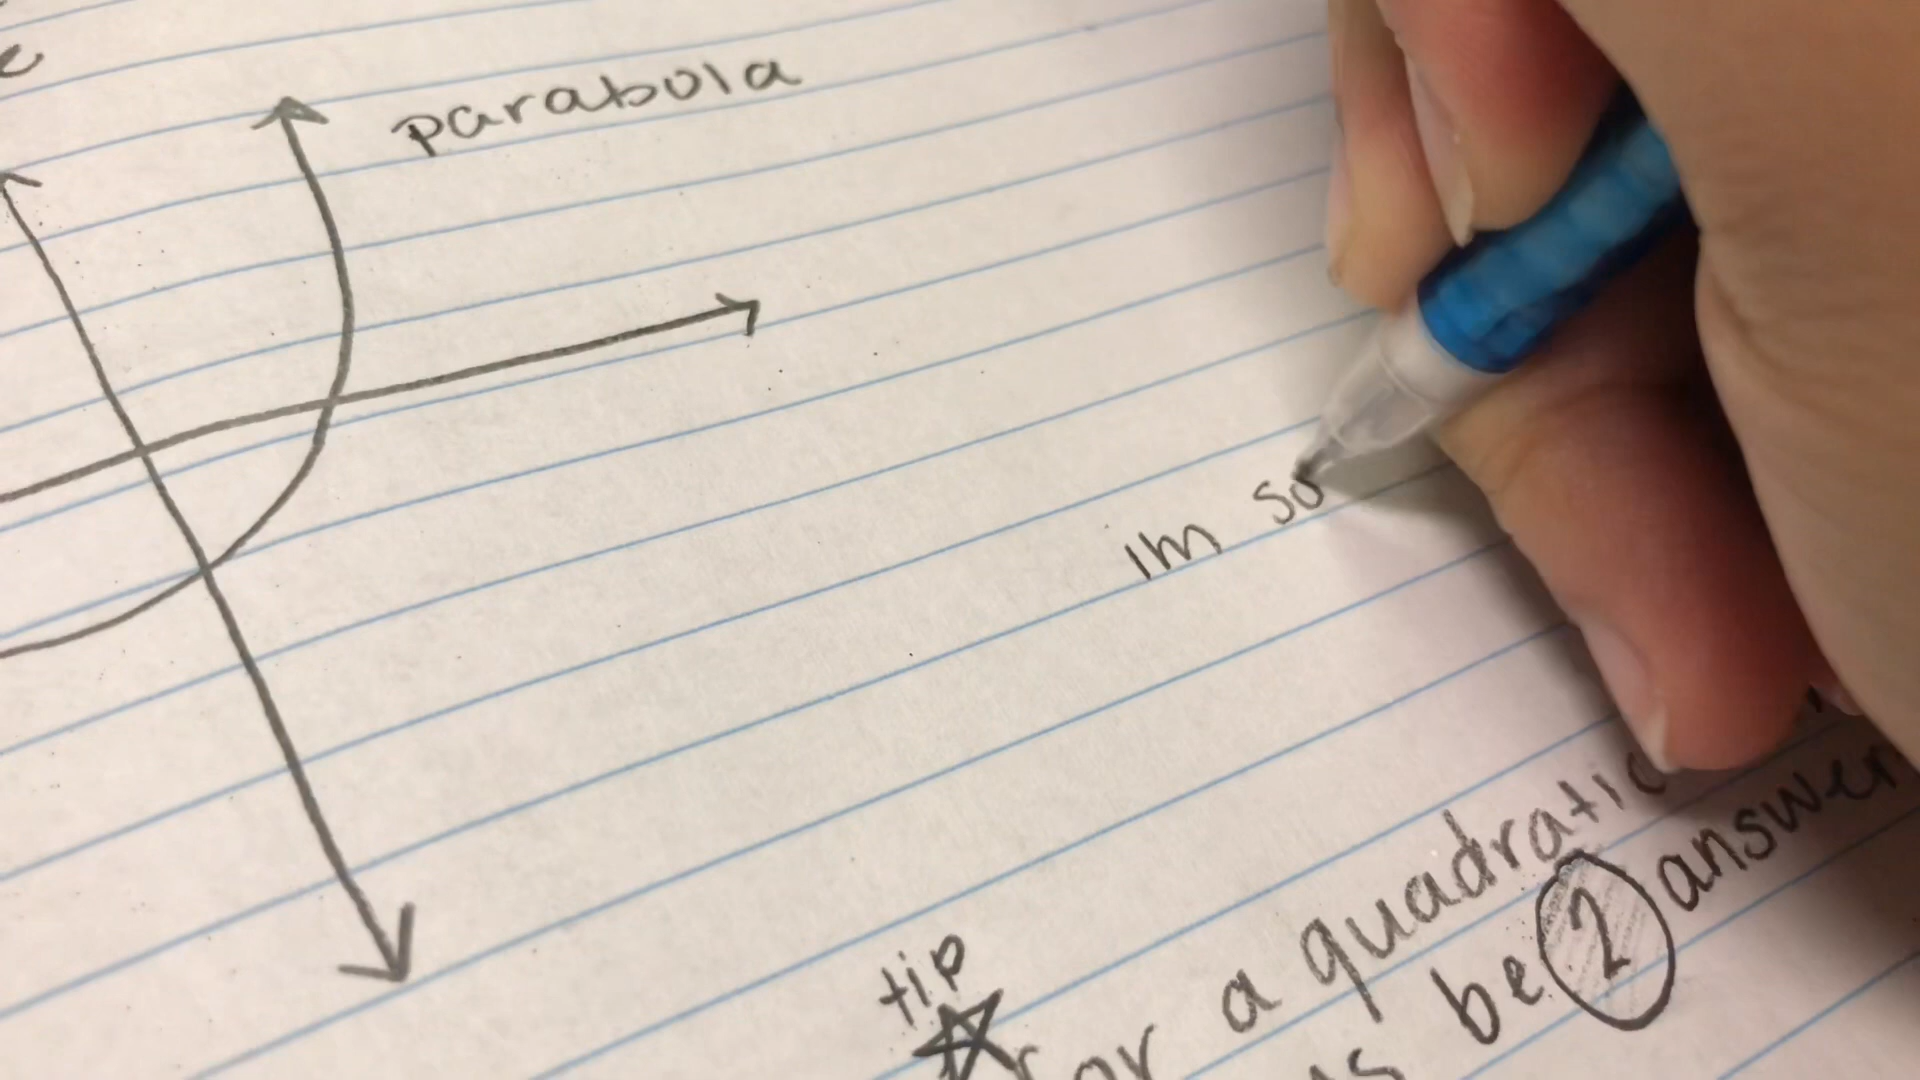 parabola
im so
tip
for a quadratic
be 2 answer